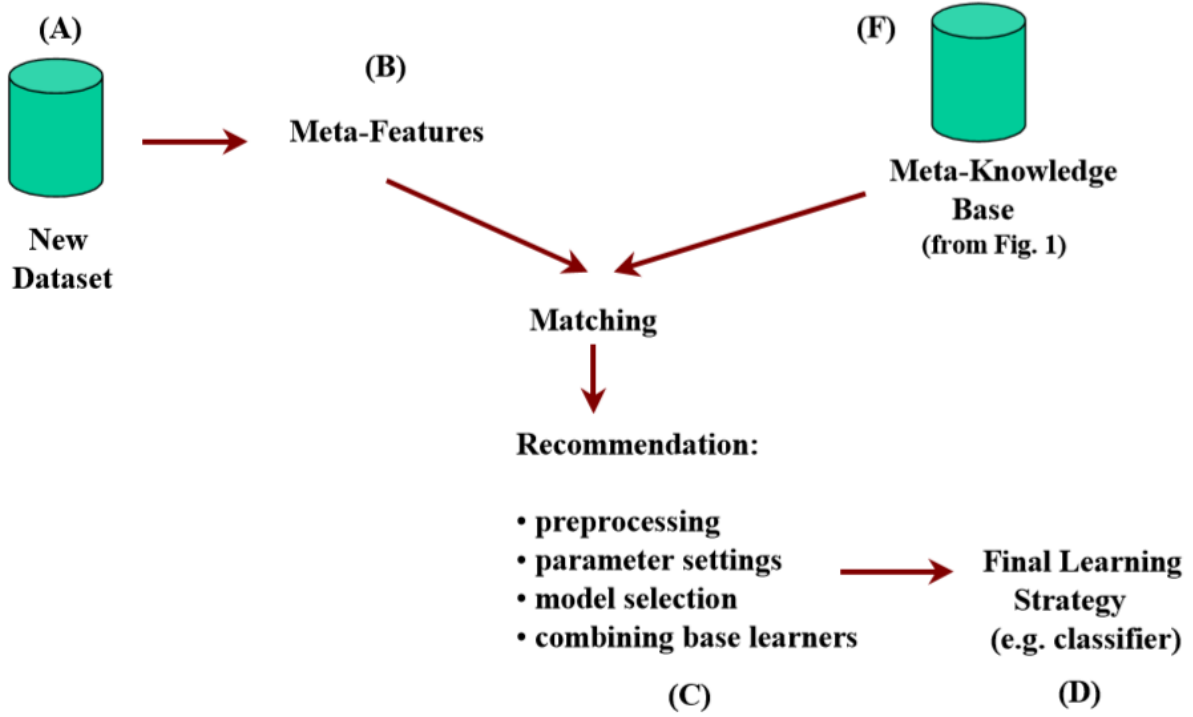 (A)
New
Dataset
(B)
Meta-Features
(F)
Meta-Knowledge
Base
(from Fig. 1)
Matching
Recommendation:
• preprocessing
• parameter settings
• model selection
• combining base learners
(C)
Final Learning
Strategy
(e.g. classifier)
(D)